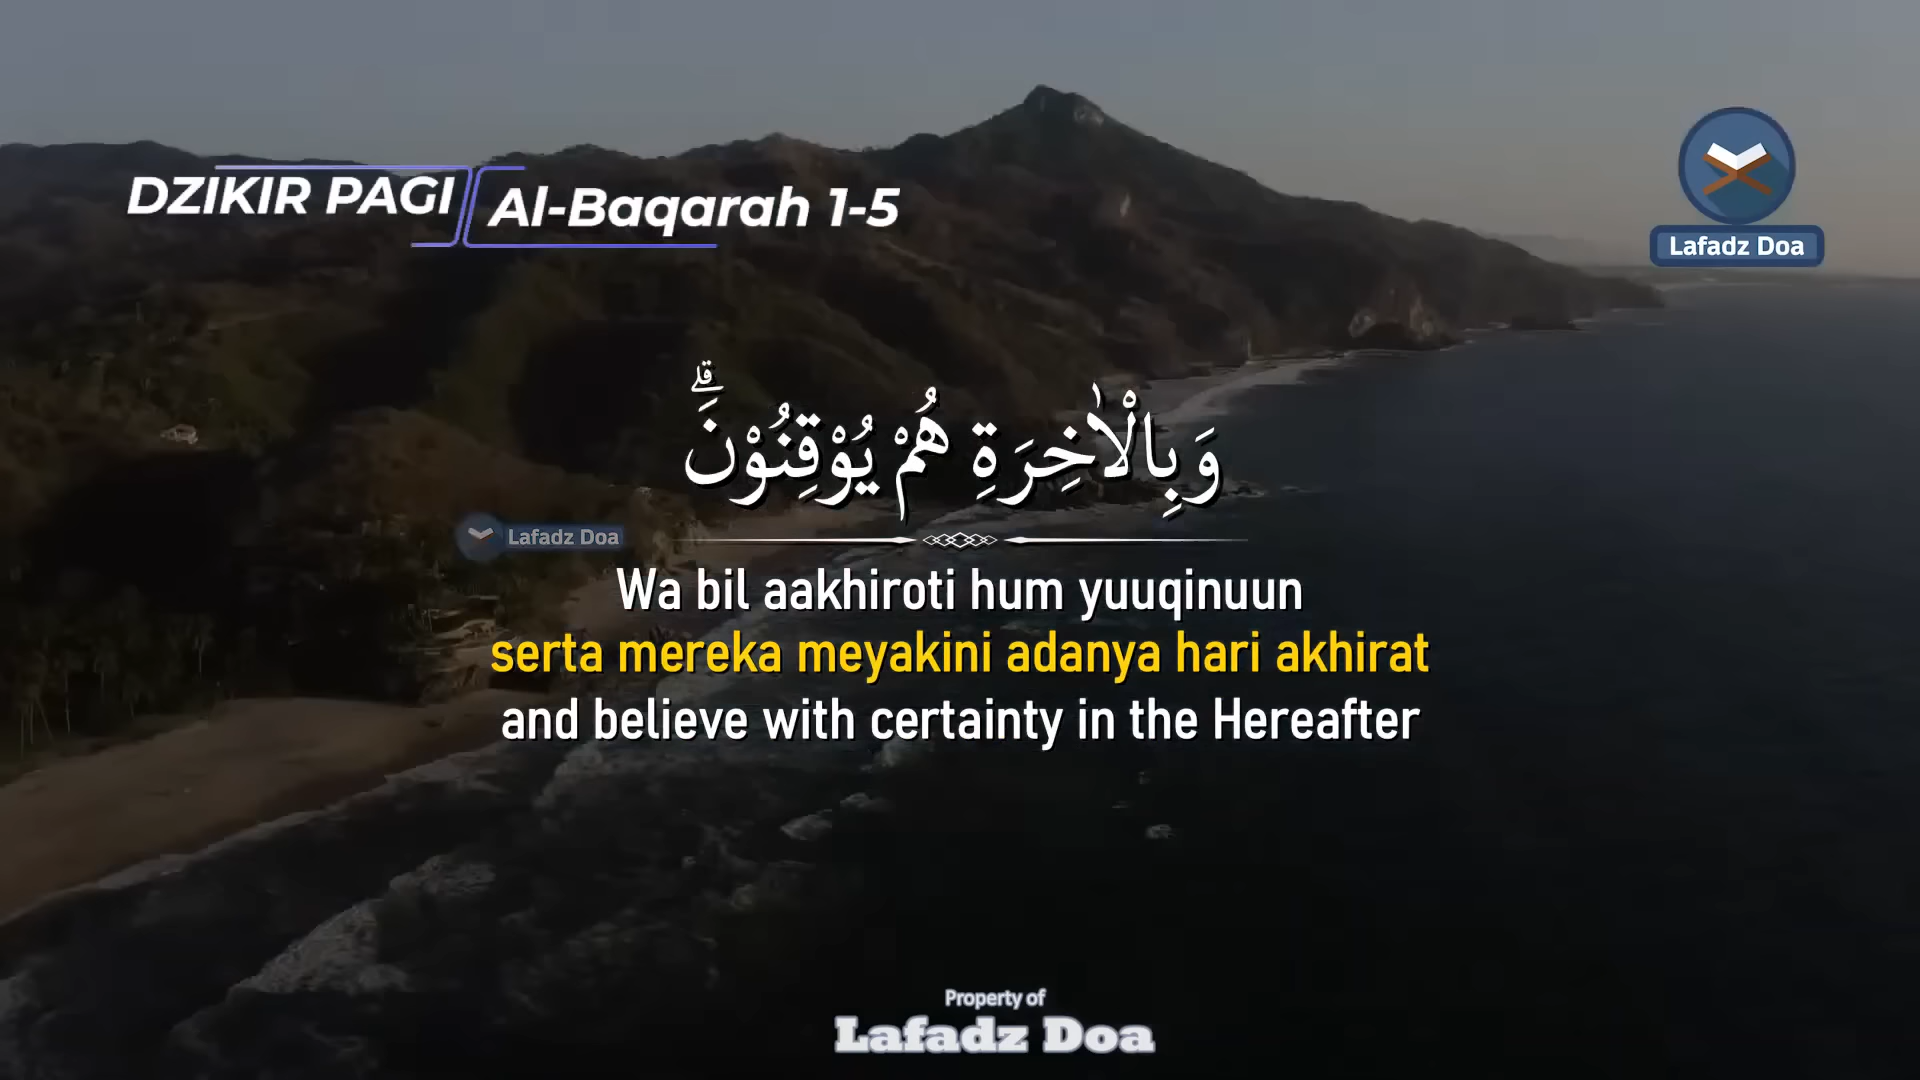 DZIKIR PAGI
Al-Baqarah 1-5
Lafadz Doa
وَبِالْاٰخِرَةِ هُمْ يُوْقِنُوْنَۗ
Lafadz Doa
Wa bil aakhiroti hum yuuqinuun
serta mereka meyakini adanya hari akhirat
and believe with certainty in the Hereafter
Property of
Lafadz Doa